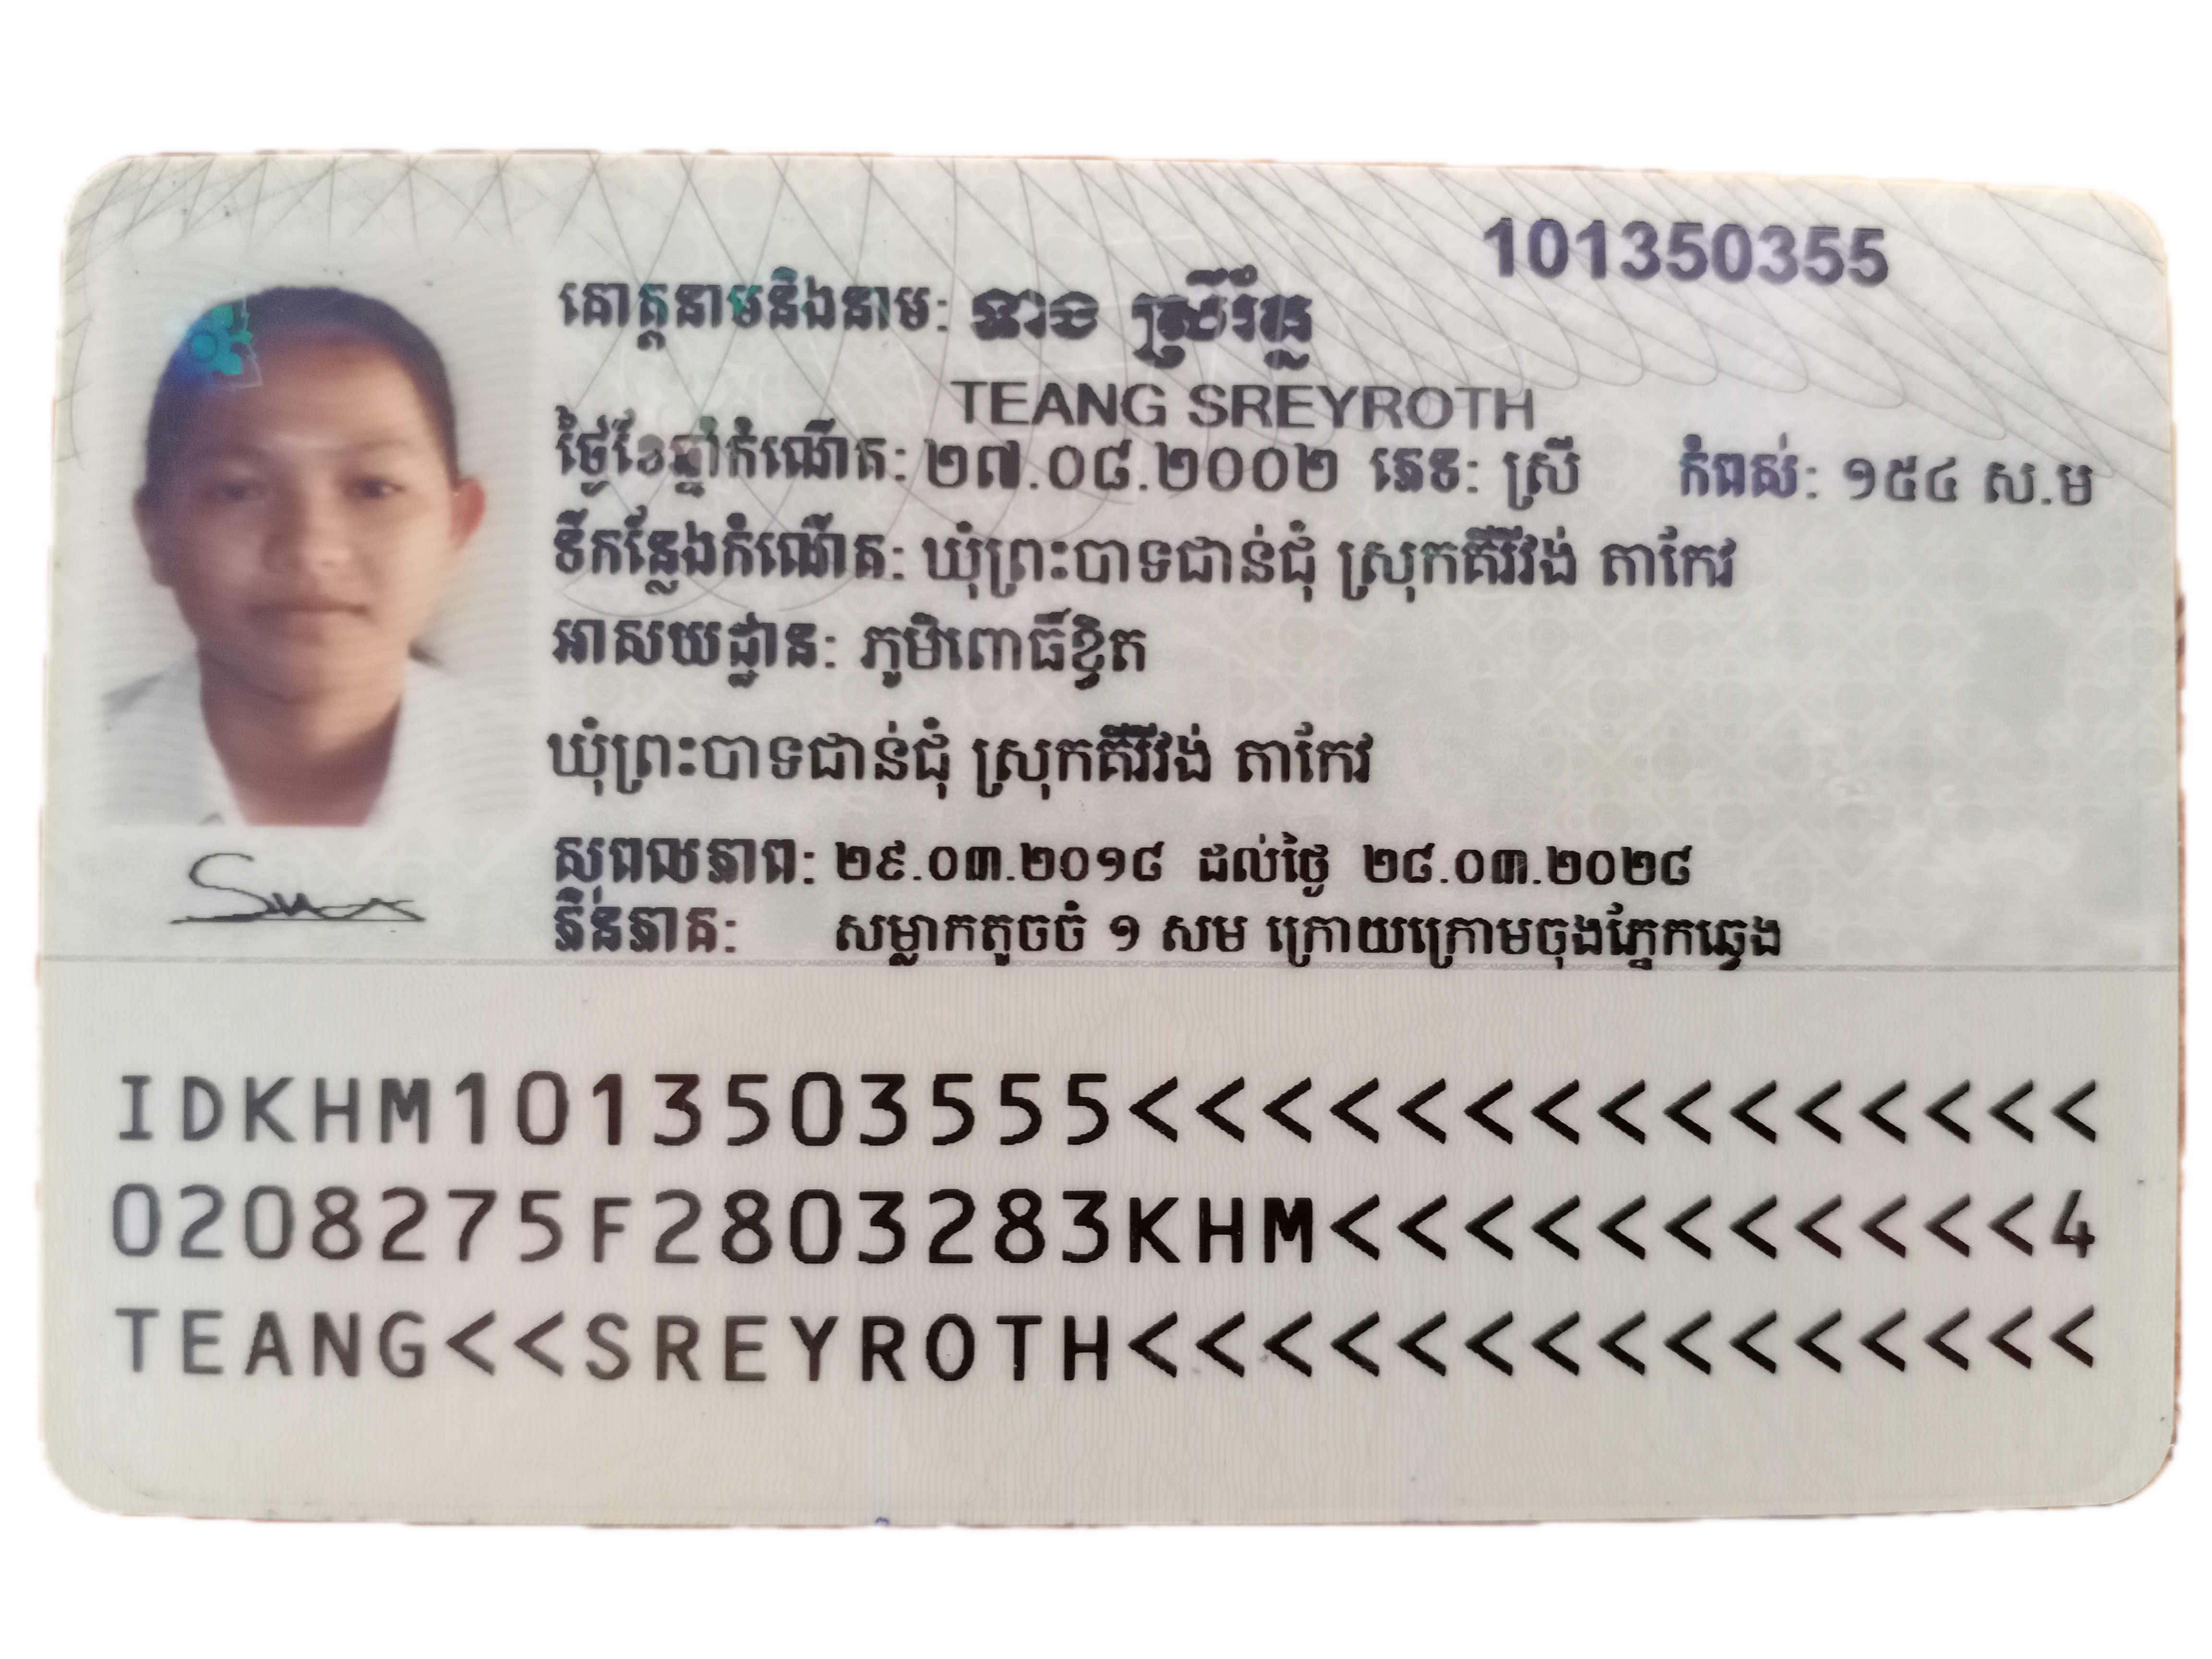 101350355
គោត្តនាមនិងនាម: ទាង ស្រីរ័ត្ន
TEANG SREYROTH
ថ្ងៃខែឆ្នាំកំណើត: ២៧.០៨.២០០២ ភេទ: ស្រី កំពស់: ១៥៤ ស.ម
ទីកន្លែងកំណើត: ឃុំព្រះបាទជាន់ជុំ ស្រុកគីរីវង់ តាកែវ
អាសយដ្ឋាន: ភូមិពោធិ៍ខ្វិត
ឃុំព្រះបាទជាន់ជុំ ស្រុកគីរីវង់ តាកែវ
សុពលភាព: ២៩.០៣.២០១៨ ដល់ថ្ងៃ ២៨.០៣.២០២៨
ភិនភាគ: សម្លាកតូចចំ ១ សម ក្រោយក្រោមចុងភ្នែកឆ្វេង
IDKHM1013503555<<<<<<<<<<<<<<<
0208275F2803283KHM<<<<<<<<<<<4
TEANG<<SREYROTH<<<<<<<<<<<<<<<